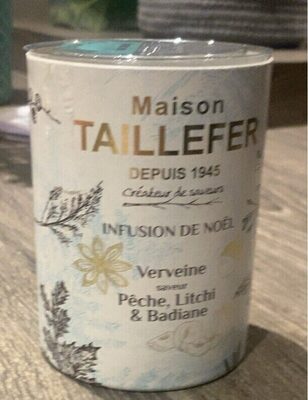 Maison
TAILLEFER
DEPUIS 1945
Créateur de saveurs
INFUSION DE NOËL
Verveine
saveur
Pêche, Litchi
& Badiane